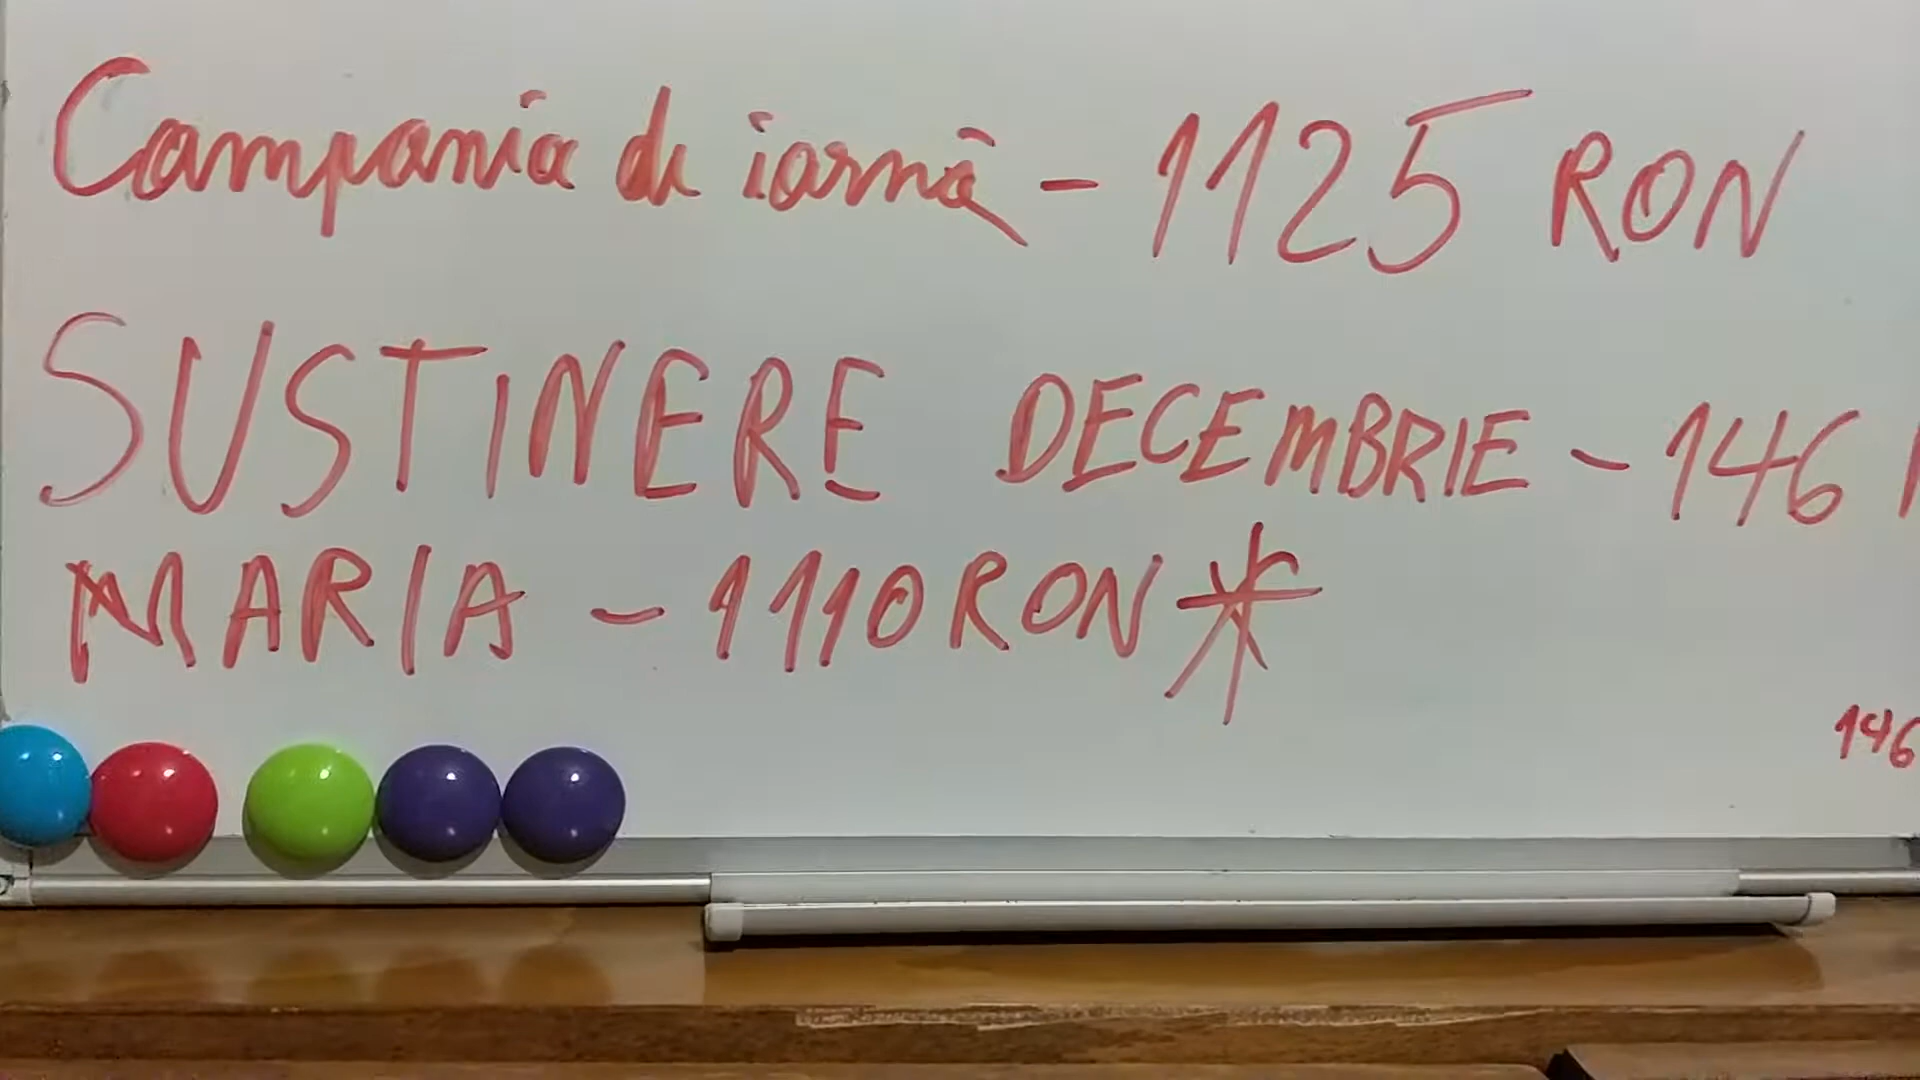 Campania de iarnă - 1125 RON
SUSTINERE DECEMBRIE - 146
MARIA - 1110 RON *
146